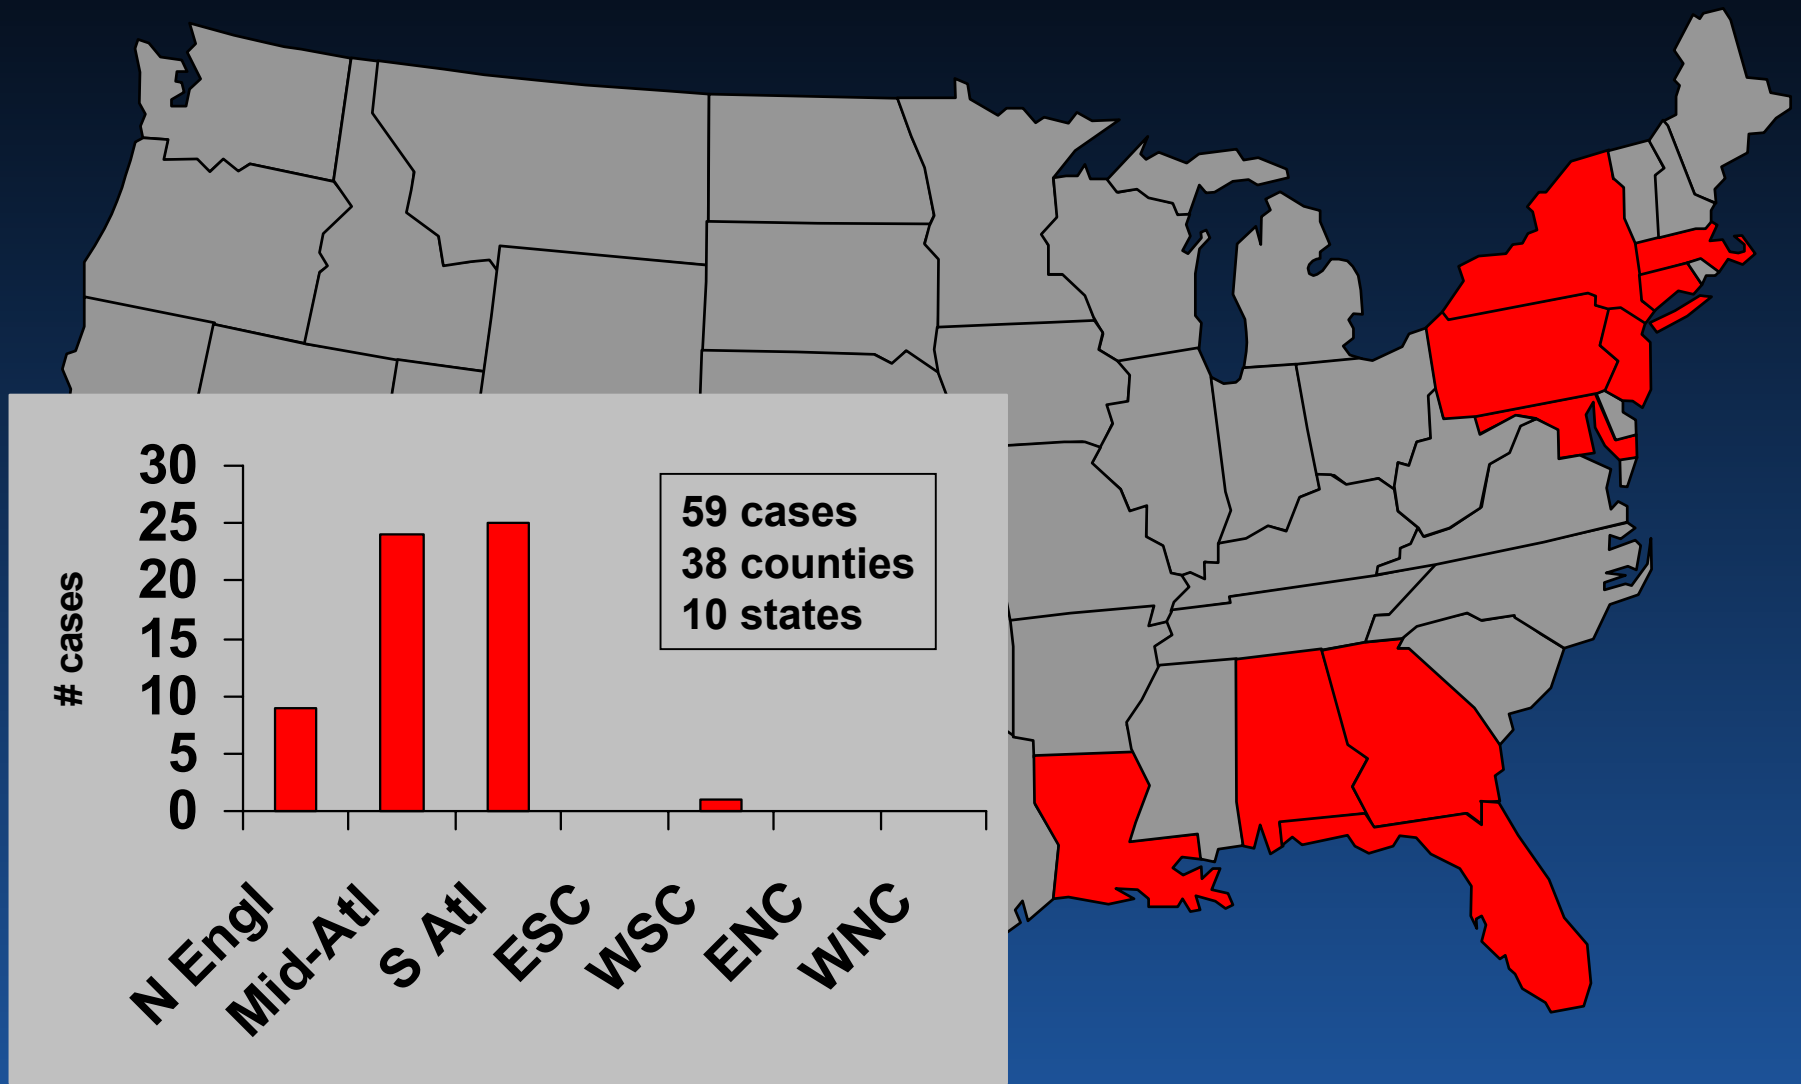 30
25
20
15
10
5
0
# cases
59 cases
38 counties
10 states
N Engl
Mid-Atl
S Atl
ESC
WSC
ENC
WNC